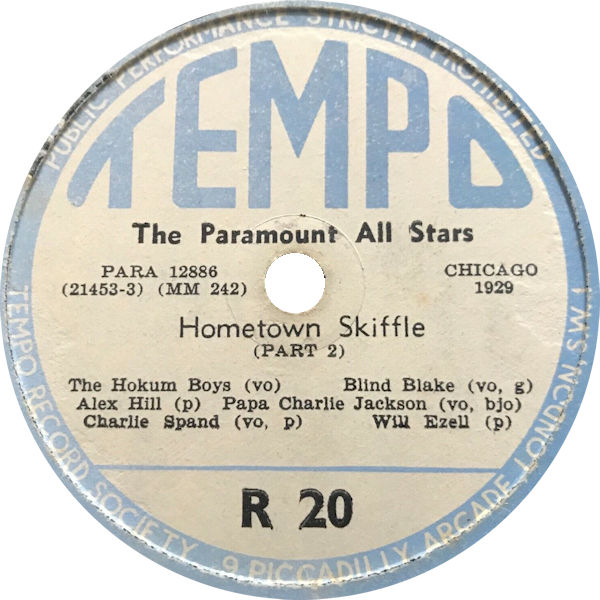 PUBLIC PERFORMANCE STRICTLY PROHIBITED
TEMPO
The Paramount All Stars
PARA 12886 CHICAGO
(21453-3) (MM 242) 1929
Hometown Skiffle
(PART 2)
The Hokum Boys (vo) Blind Blake (vo, g)
Alex Hill (p) Papa Charlie Jackson (vo, bjo)
Charlie Spand (vo, p) Will Ezell (p)
R 20
TEMPO RECORD SOCIETY, 9 PICCADILLY ARCADE, LONDON, S.W.1